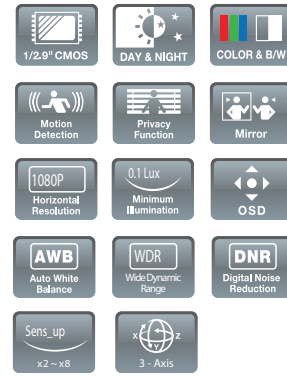 1/2.9" CMOS
DAY & NIGHT
COLOR & B/W
Motion
Detection
Privacy
Function
Mirror
1080P
Horizontal
Resolution
0.1 Lux
Minimum
Illumination
OSD
AWB
Auto White
Balance
WDR
Wide Dynamic
Range
DNR
Digital Noise
Reduction
Sens_up
x2 ~ x8
X
Y
Z
3 - Axis